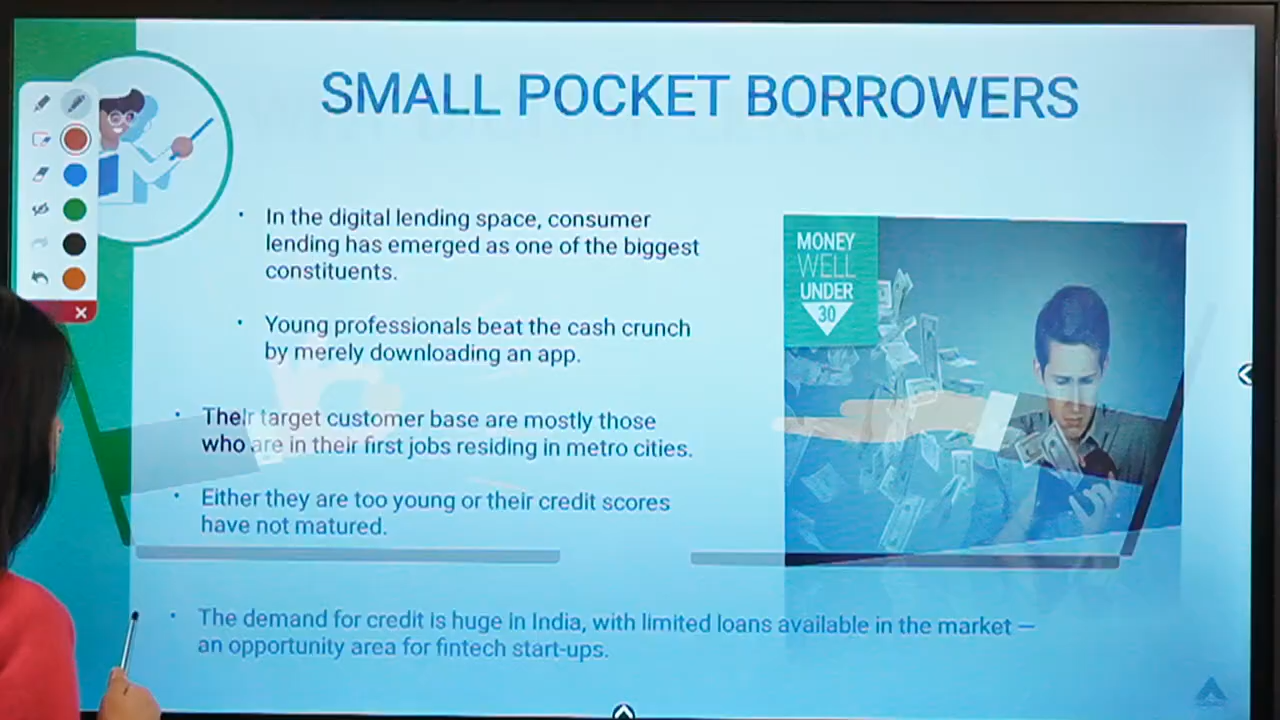 SMALL POCKET BORROWERS
• In the digital lending space, consumer
lending has emerged as one of the biggest
constituents.
• Young professionals beat the cash crunch
by merely downloading an app.
• Their target customer base are mostly those
who are in their first jobs residing in metro cities.
• Either they are too young or their credit scores
have not matured.
• The demand for credit is huge in India, with limited loans available in the market –
an opportunity area for fintech start-ups.
MONEY
WELL
UNDER
30